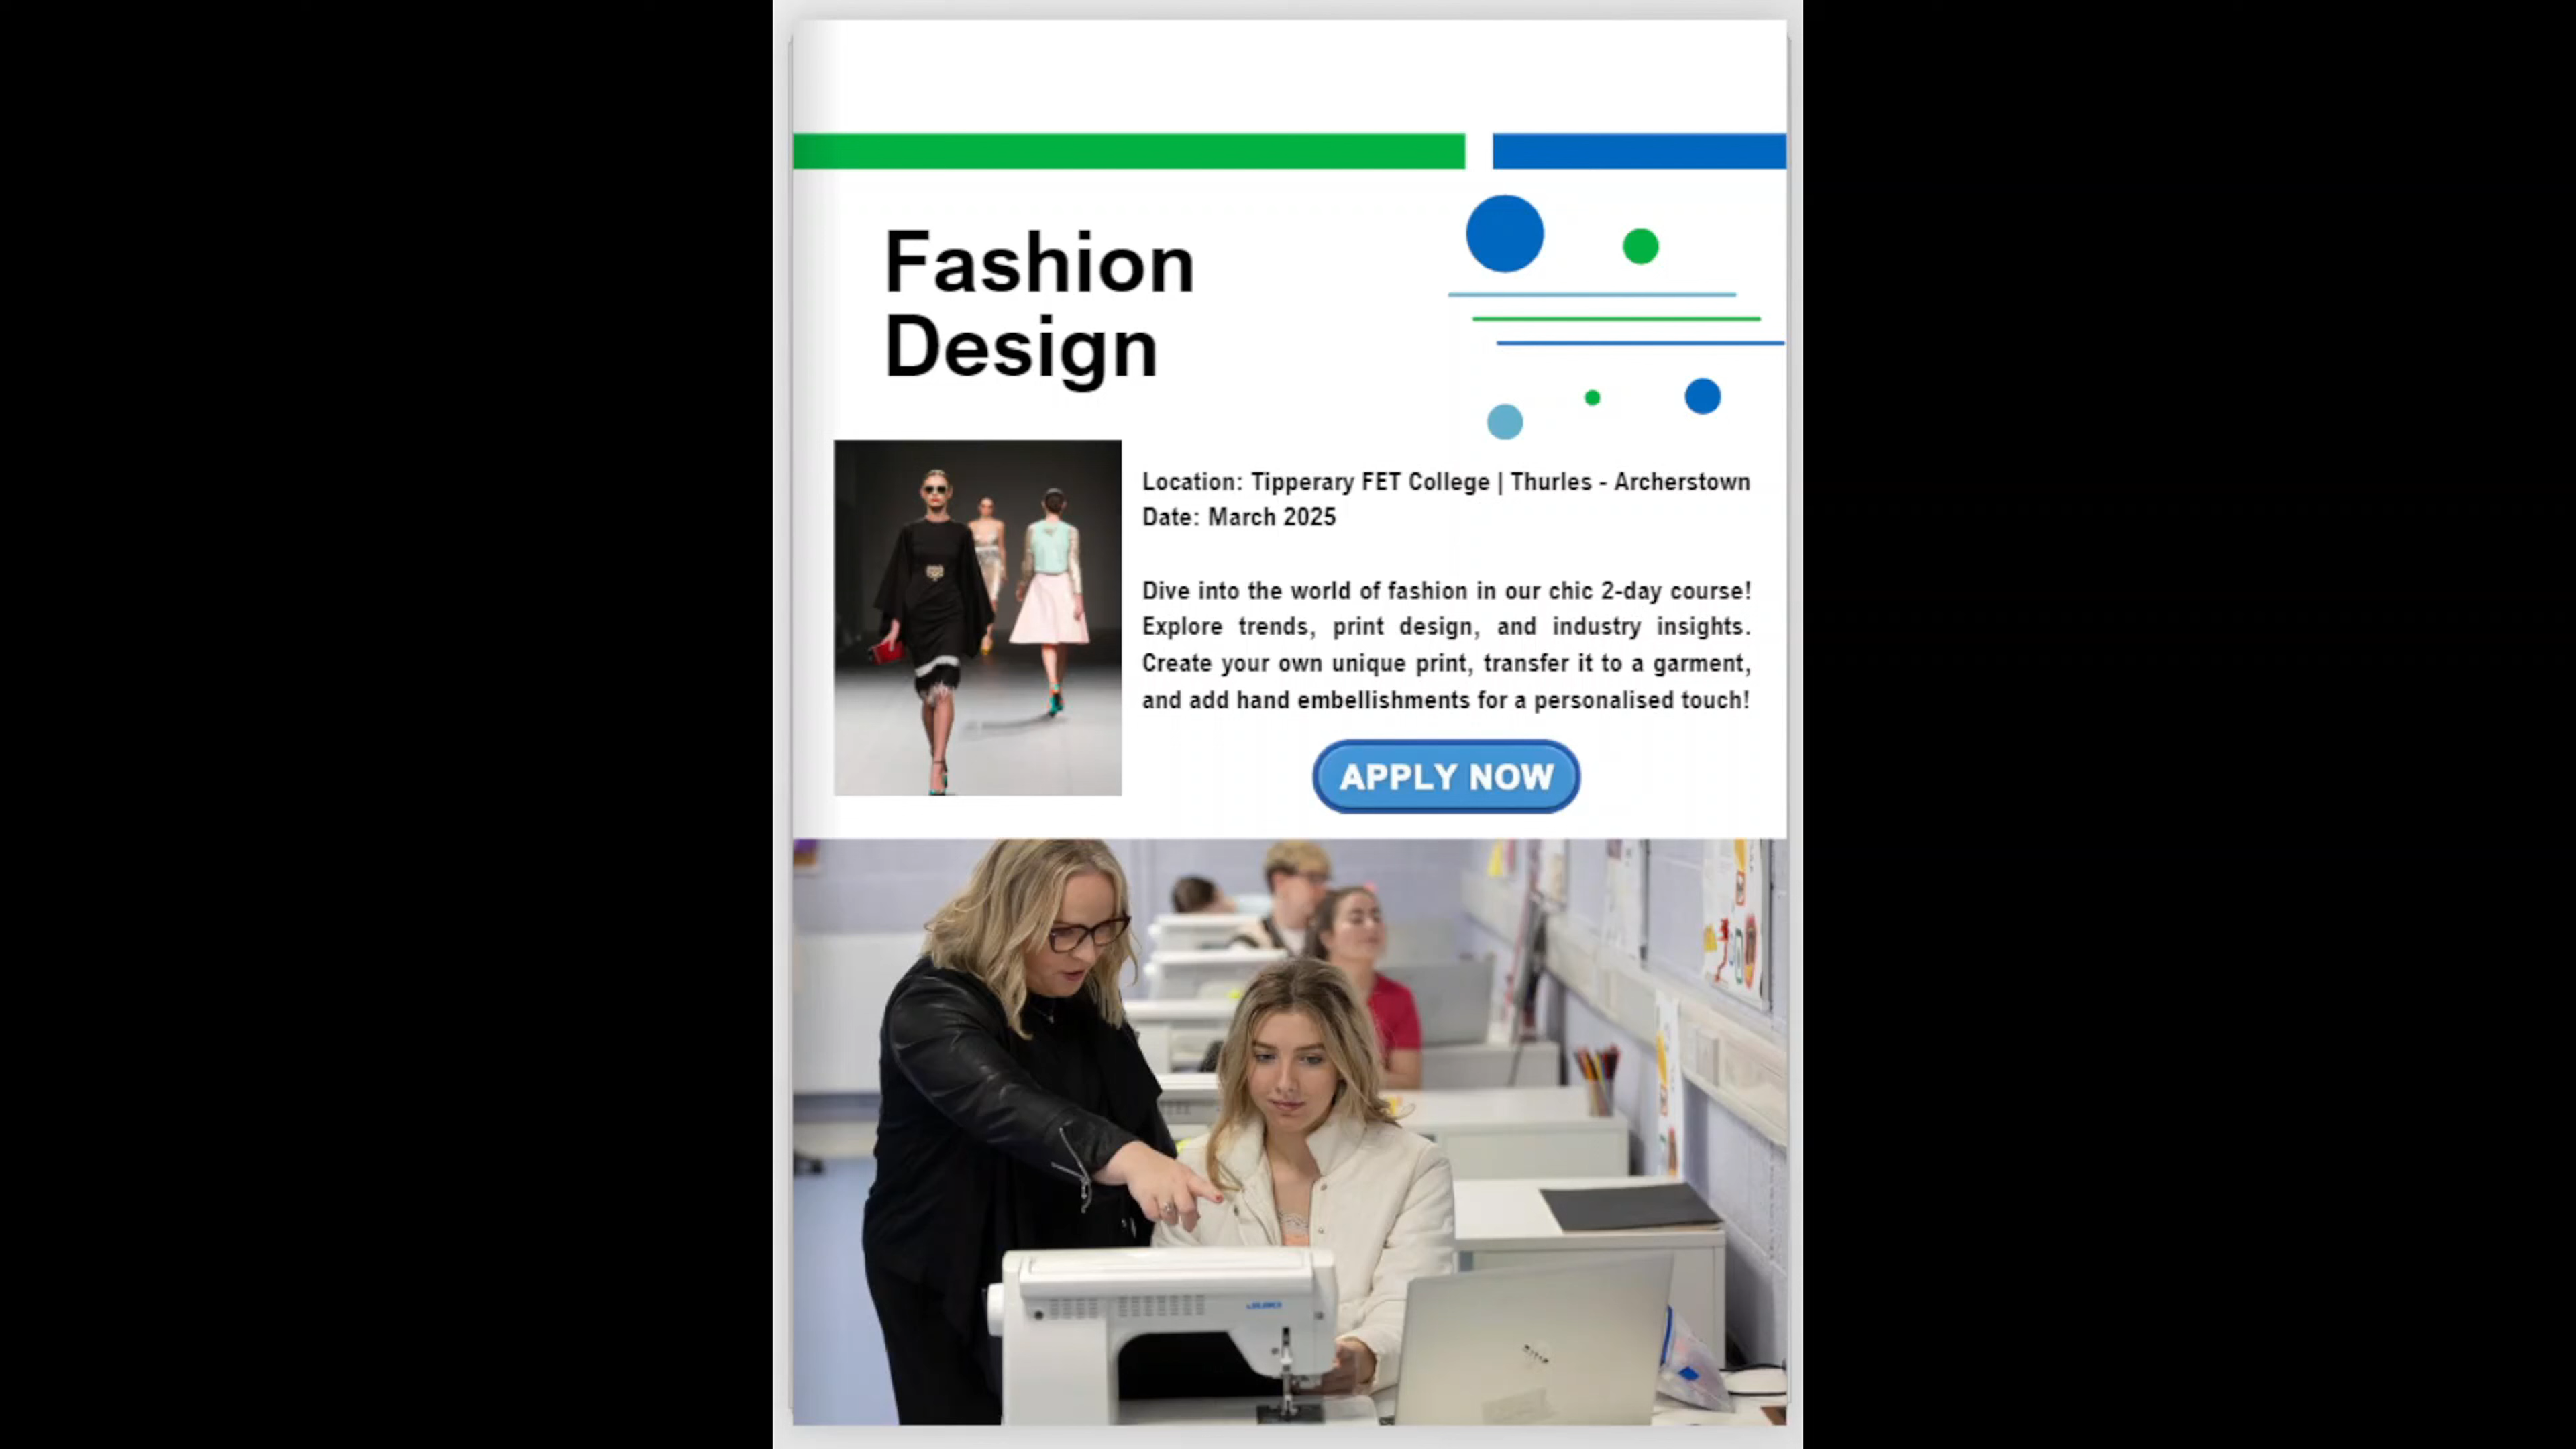 Fashion
Design
Location: Tipperary FET College | Thurles - Archerstown
Date: March 2025
Dive into the world of fashion in our chic 2-day course!
Explore trends, print design, and industry insights.
Create your own unique print, transfer it to a garment,
and add hand embellishments for a personalised touch!
APPLY NOW
JUKI